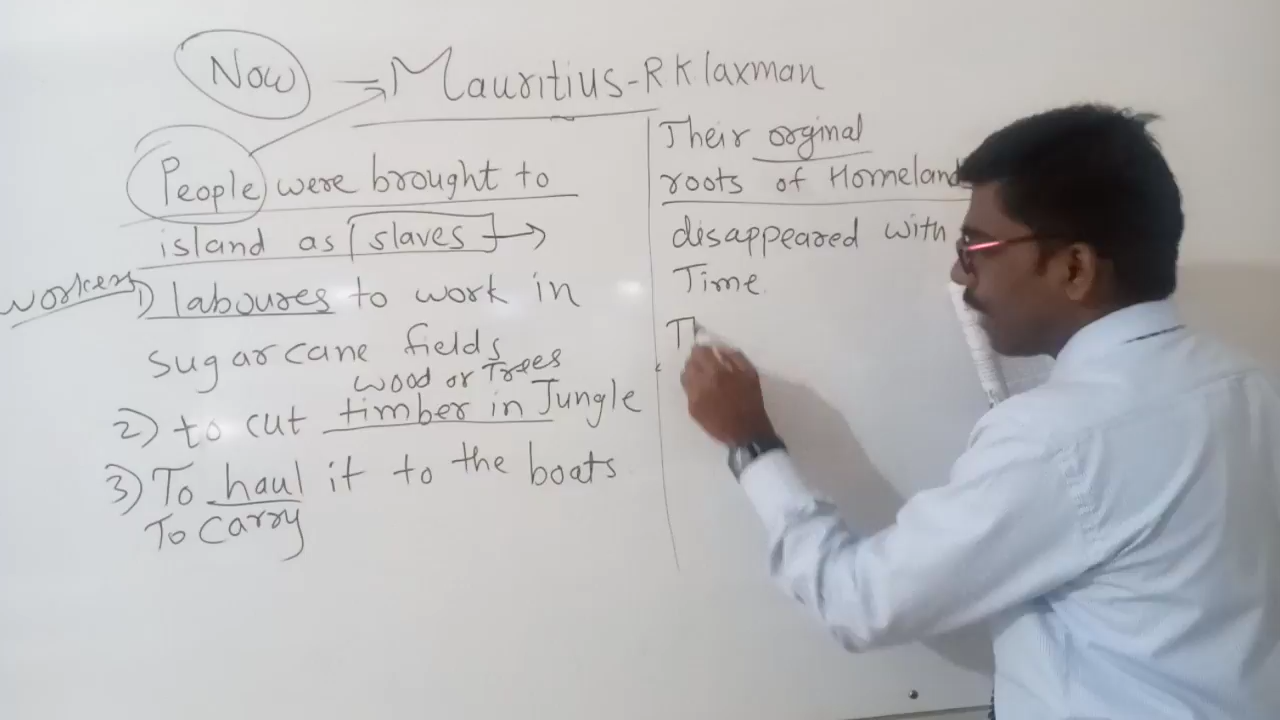 Now → Mauritius-R K laxman
People were brought to
island as slaves →
workers
1) laboures to work in
sugarcane fields
wood or Trees
2) to cut timber in Jungle
3) To haul it to the boats
To carry
Their orginal
roots of Homeland
disappeared with
Time.
T